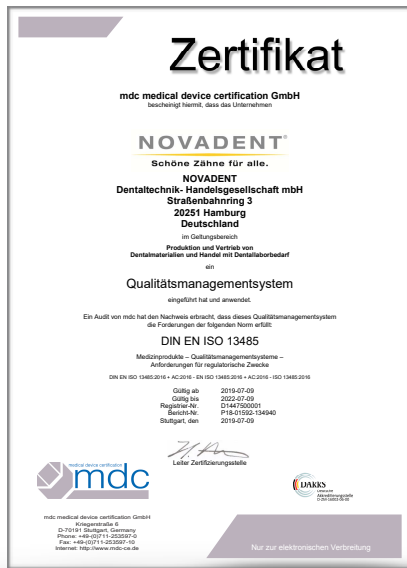 Zertifikat
mdc medical device certification GmbH
bescheinigt hiermit, dass das Unternehmen
NOVADENT®
Schöne Zähne für alle.
NOVADENT
Dentaltechnik- Handelsgesellschaft mbH
Straßenbahnring 3
20251 Hamburg
Deutschland
im Geltungsbereich
Produktion und Vertrieb von
Dentalmaterialien und Handel mit Dentallaborbedarf
ein
Qualitätsmanagementsystem
eingeführt hat und anwendet.
Ein Audit von mdc hat den Nachweis erbracht, dass dieses Qualitätsmanagementsystem
die Forderungen der folgenden Norm erfüllt:
DIN EN ISO 13485
Medizinprodukte – Qualitätsmanagementsysteme –
Anforderungen für regulatorische Zwecke
DIN EN ISO 13485:2016 + AC:2016 - EN ISO 13485:2016 + AC:2016 - ISO 13485:2016
Gültig ab 2019-07-09
Gültig bis 2022-07-09
Registrier-Nr. D1447500001
Bericht-Nr. P18-01592-134940
Stuttgart, den 2019-07-09
Leiter Zertifizierungsstelle
medical device certification
mdc
DAkkS
Deutsche
Akkreditierungsstelle
mdc medical device certification GmbH
Kriegerstraße 6
D-70191 Stuttgart, Germany
Phone: +49-(0)711-253597-0
Fax: +49-(0)711-253597-10
Internet: http://www.mdc-ce.de
Nur zur elektronischen Verbreitung